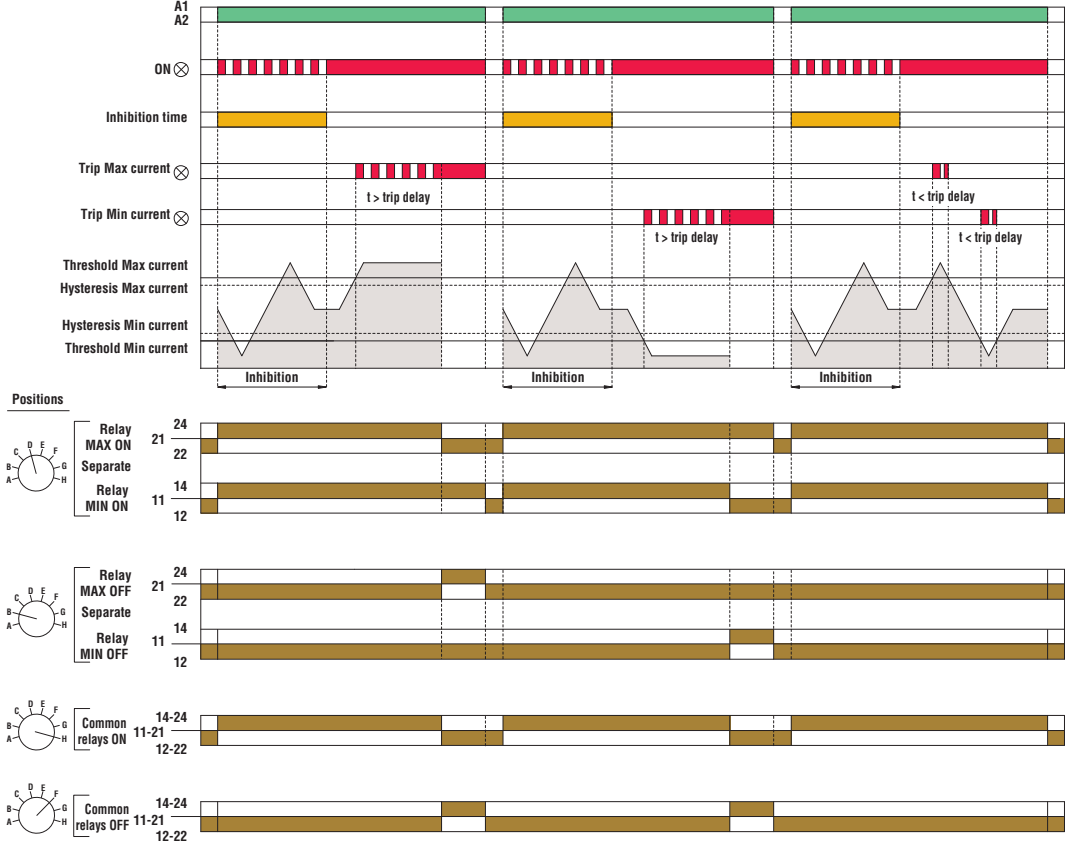 A1
A2
ON
Inhibition time
Trip Max current
t > trip delay
t < trip delay
Trip Min current
t > trip delay
t < trip delay
Threshold Max current
Hysteresis Max current
Hysteresis Min current
Threshold Min current
Inhibition
Inhibition
Inhibition
Positions
A B C D E F G H
Relay
MAX ON
Separate
Relay
MIN ON
24
21
22
14
11
12
A B C D E F G H
Relay
MAX OFF
Separate
Relay
MIN OFF
24
21
22
14
11
12
A B C D E F G H
Common
relays ON
14-24
11-21
12-22
A B C D E F G H
Common
relays OFF
14-24
11-21
12-22